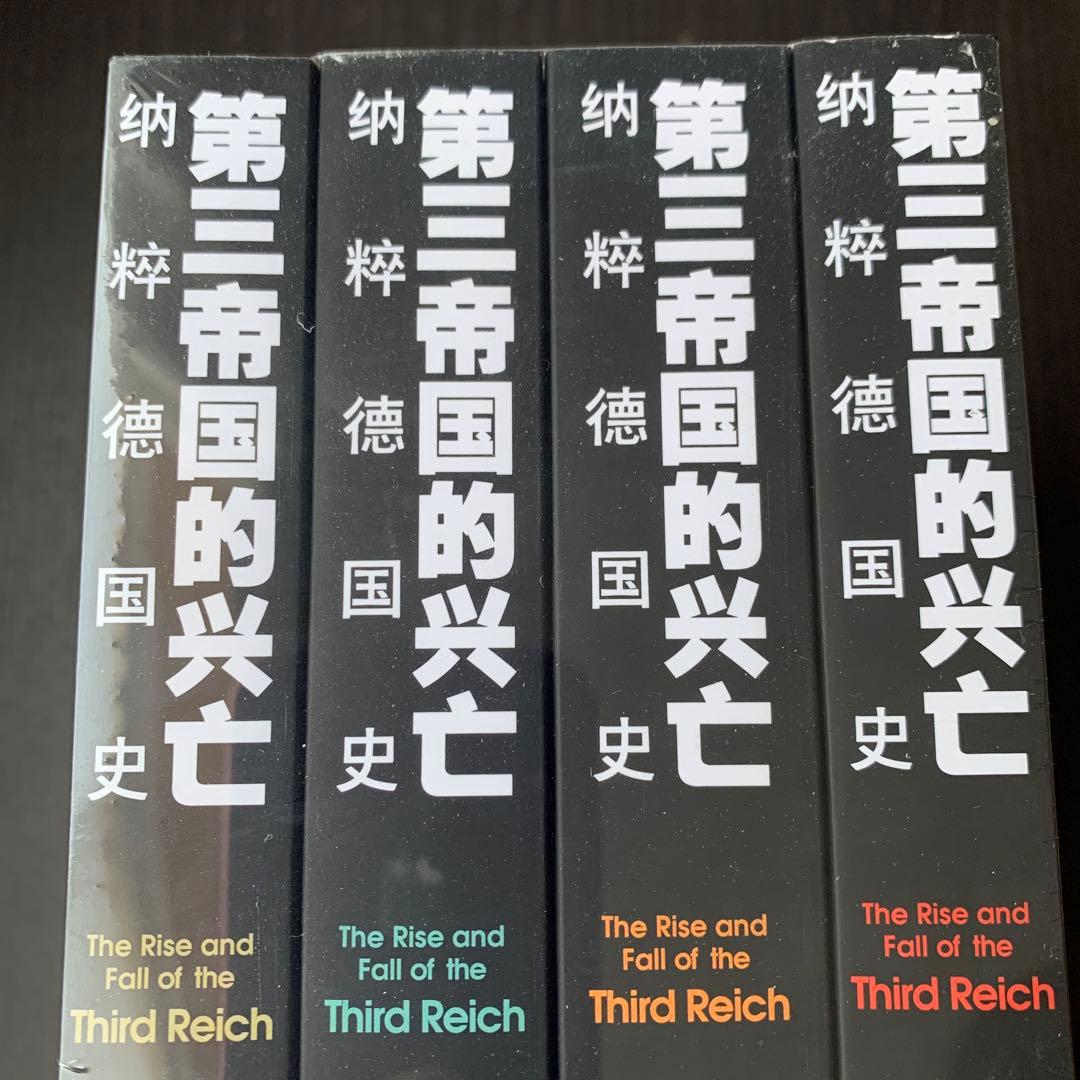 第三帝国的兴亡
纳粹德国史
The Rise and
Fall of the
Third Reich
第三帝国的兴亡
纳粹德国史
The Rise and
Fall of the
Third Reich
第三帝国的兴亡
纳粹德国史
The Rise and
Fall of the
Third Reich
第三帝国的兴亡
纳粹德国史
The Rise and
Fall of the
Third Reich